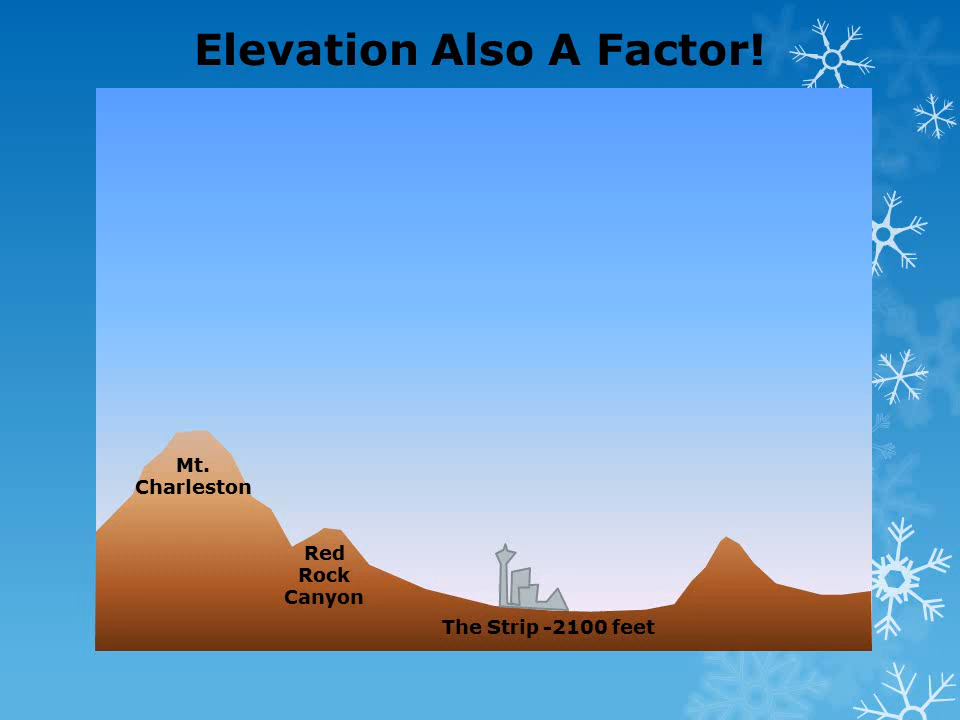 Elevation Also A Factor!
Mt.
Charleston
Red
Rock
Canyon
The Strip -2100 feet